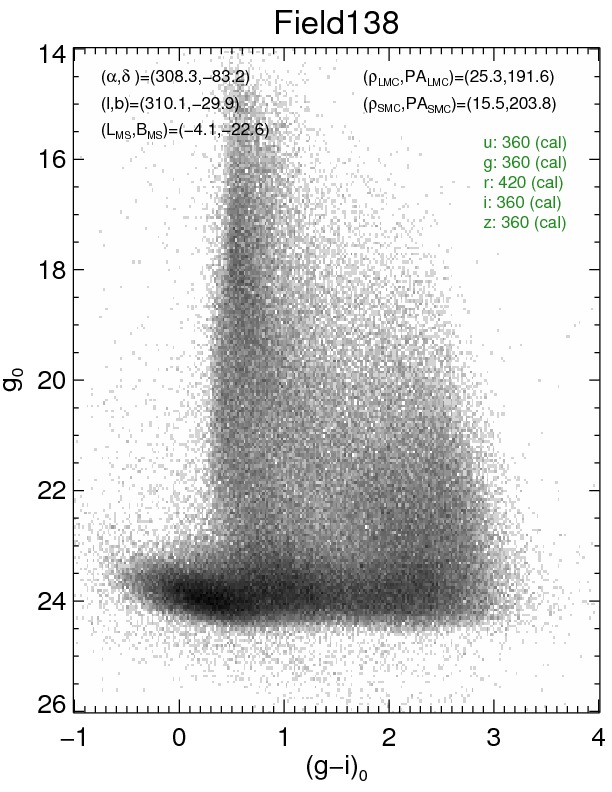 Field138
(α,δ )=(308.3,−83.2)
(ρLMC,PALMC)=(25.3,191.6)
(l,b)=(310.1,−29.9)
(ρSMC,PASMC)=(15.5,203.8)
(LMS,BMS)=(−4.1,−22.6)
u: 360 (cal)
g: 360 (cal)
r: 420 (cal)
i: 360 (cal)
z: 360 (cal)
14
16
18
20
22
24
26
g0
−1 0 1 2 3 4
(g−i)0